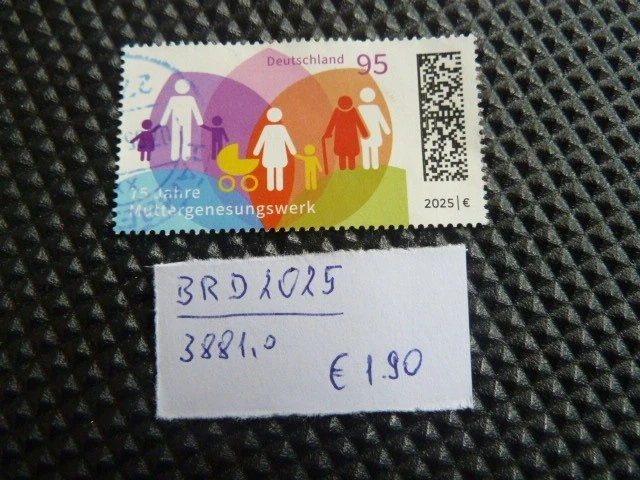 Deutschland 95
2025 | €
75 Jahre
Müttergenesungswerk
BRD 2025
3881,0
€ 1.90